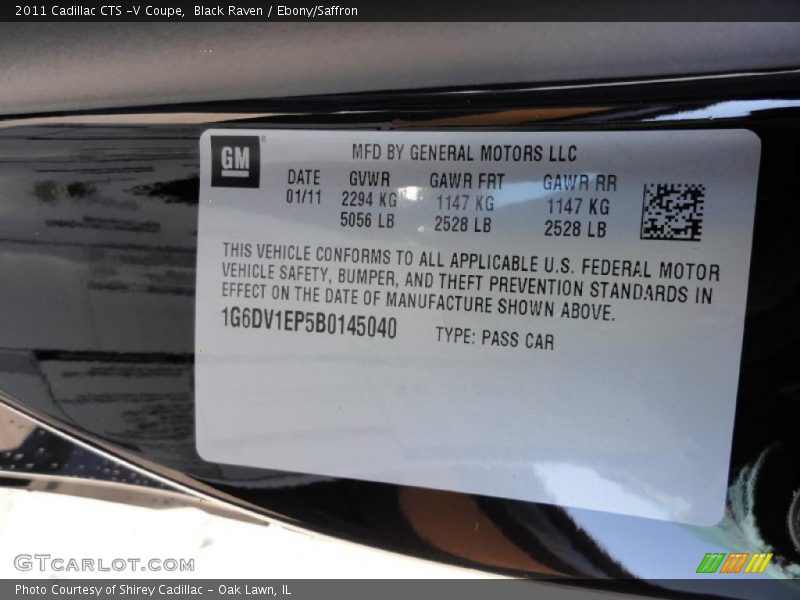 2011 Cadillac CTS -V Coupe, Black Raven / Ebony/Saffron
GM
MFD BY GENERAL MOTORS LLC
DATE GVWR GAWR FRT GAWR RR
01/11 2294 KG 1147 KG 1147 KG
5056 LB 2528 LB 2528 LB
THIS VEHICLE CONFORMS TO ALL APPLICABLE U.S. FEDERAL MOTOR
VEHICLE SAFETY, BUMPER, AND THEFT PREVENTION STANDARDS IN
EFFECT ON THE DATE OF MANUFACTURE SHOWN ABOVE.
1G6DV1EP5B0145040 TYPE: PASS CAR
GTCARLOT.COM
Photo Courtesy of Shirey Cadillac - Oak Lawn, IL